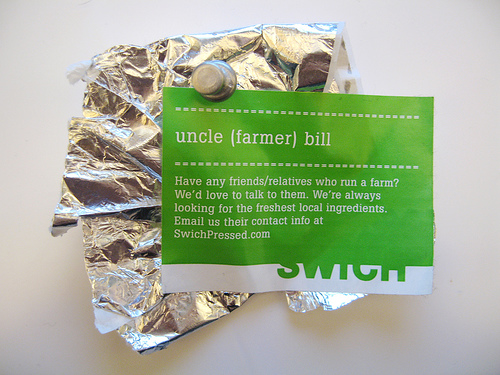 uncle (farmer) bill
Have any friends/relatives who run a farm?
We'd love to talk to them. We're always
looking for the freshest local ingredients.
Email us their contact info at
SwichPressed.com
SWICH